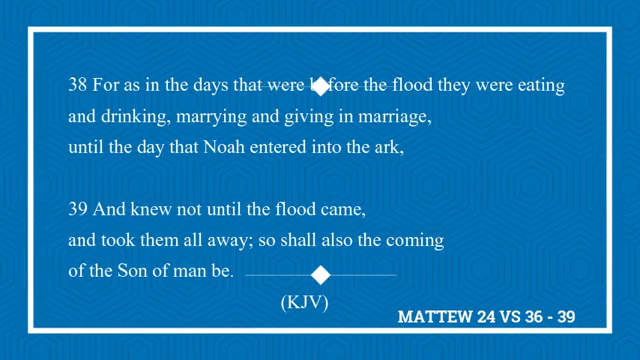 38 For as in the days that were before the flood they were eating
and drinking, marrying and giving in marriage,
until the day that Noah entered into the ark,
39 And knew not until the flood came,
and took them all away; so shall also the coming
of the Son of man be.
(KJV)
MATTEW 24 VS 36 - 39